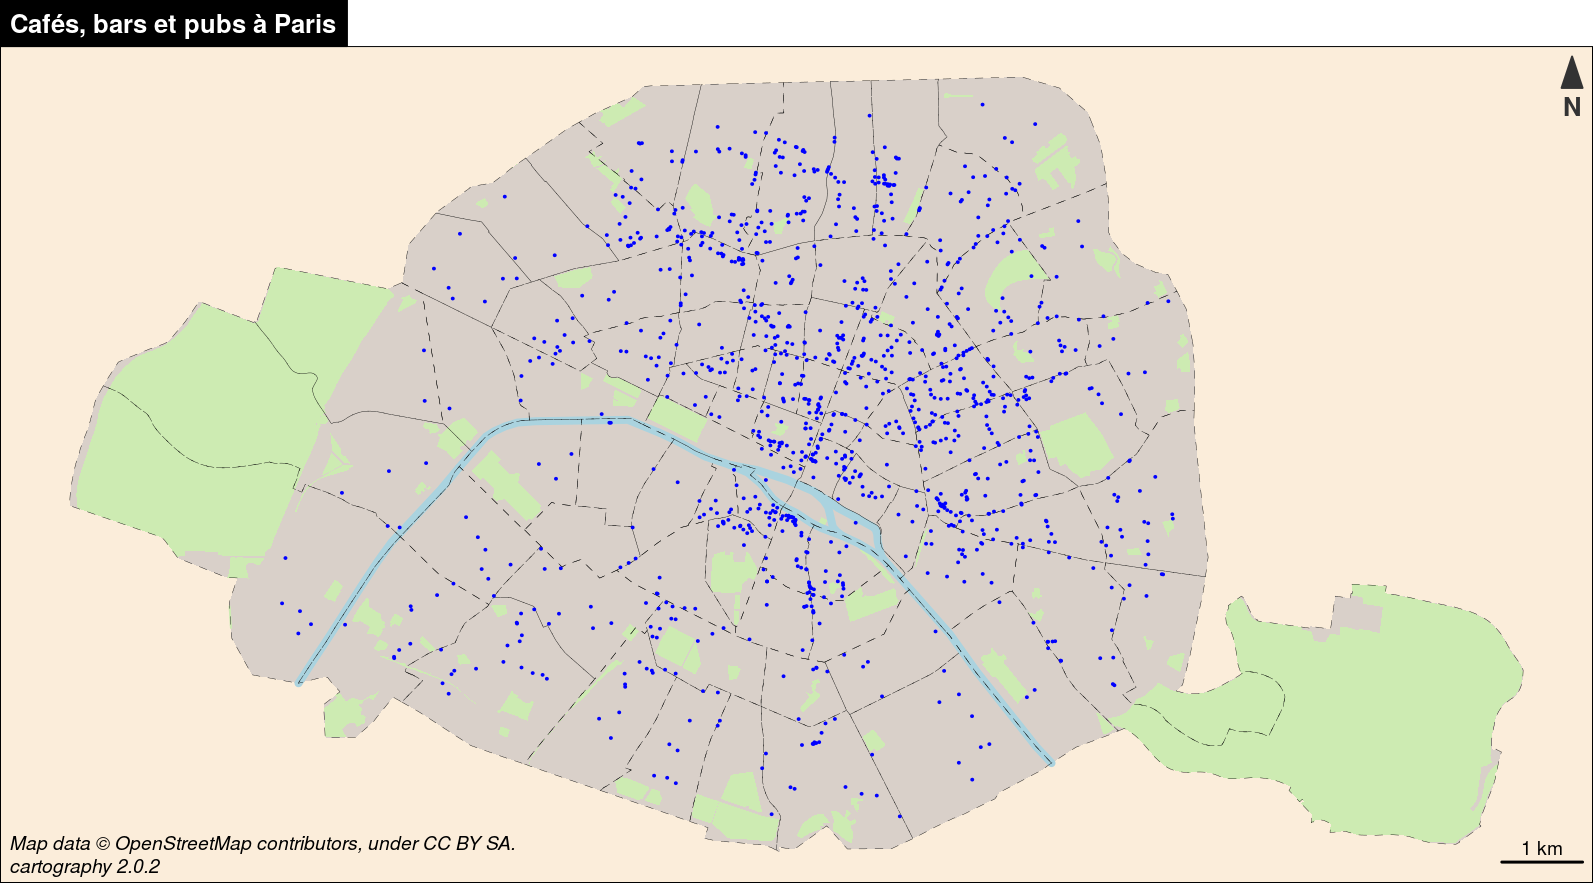 Cafés, bars et pubs à Paris
N
Map data © OpenStreetMap contributors, under CC BY SA.
cartography 2.0.2
1 km